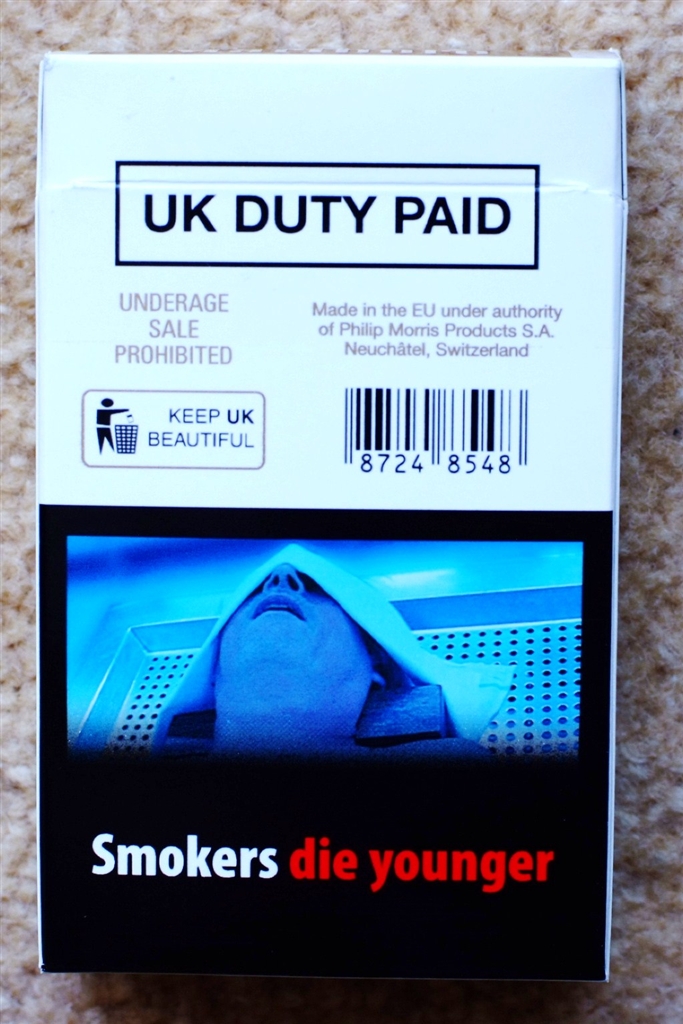 UK DUTY PAID
UNDERAGE
SALE
PROHIBITED
Made in the EU under authority
of Philip Morris Products S.A.
Neuchâtel, Switzerland
KEEP UK
BEAUTIFUL
8724 8548
Smokers die younger